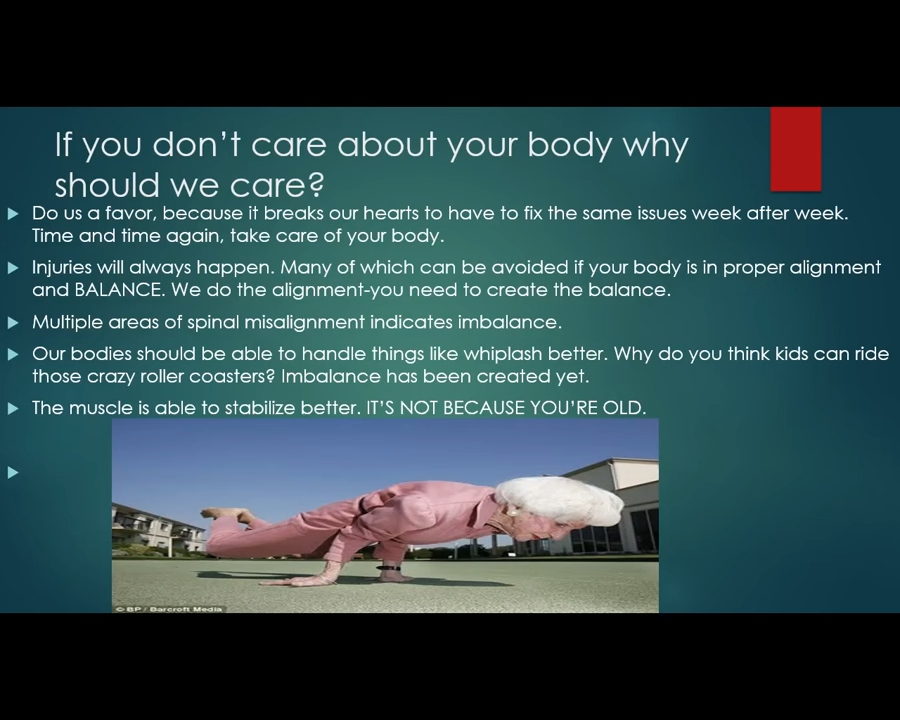 If you don't care about your body why
should we care?
Do us a favor, because it breaks our hearts to have to fix the same issues week after week.
Time and time again, take care of your body.
Injuries will always happen. Many of which can be avoided if your body is in proper alignment
and BALANCE. We do the alignment-you need to create the balance.
Multiple areas of spinal misalignment indicates imbalance.
Our bodies should be able to handle things like whiplash better. Why do you think kids can ride
those crazy roller coasters? Imbalance has been created yet.
The muscle is able to stabilize better. IT'S NOT BECAUSE YOU'RE OLD.
© BP / Barcroft Media